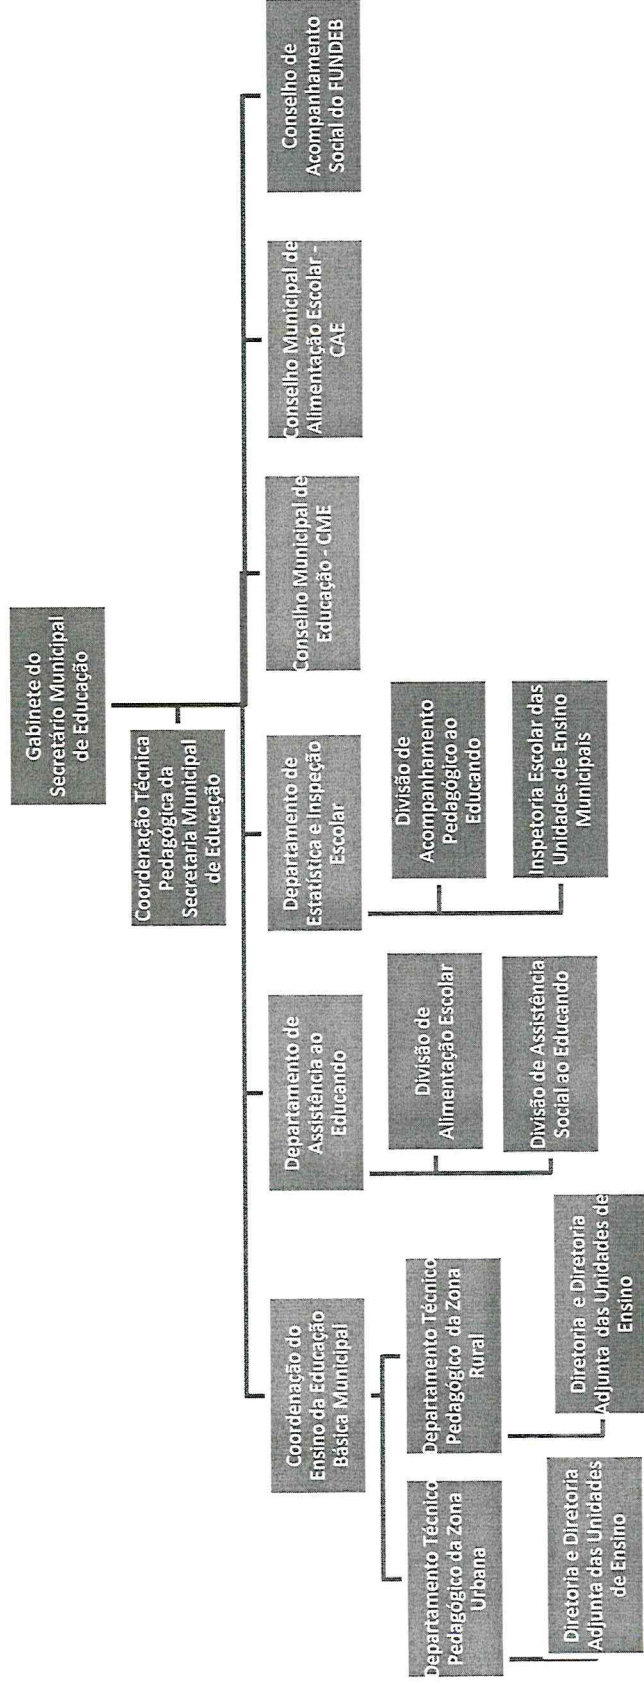 Gabinete do
Secretário Municipal
de Educação
Coordenação Técnica
Pedagógica da
Secretaria Municipal
de Educação
Coordenação do
Ensino da Educação
Básica Municipal
Departamento Técnico
Pedagógico da Zona
Urbana
Diretoria e Diretoria
Adjunta das Unidades
de Ensino
Departamento Técnico
Pedagógico da Zona
Rural
Diretoria e Diretoria
Adjunta das Unidades de
Ensino
Departamento de
Assistência ao
Educando
Divisão de
Alimentação Escolar
Divisão de Assistência
Social ao Educando
Departamento de
Estatística e Inspeção
Escolar
Divisão de
Acompanhamento
Pedagógico ao
Educando
Inspetoria Escolar das
Unidades de Ensino
Municipais
Conselho Municipal de
Educação - CME
Conselho Municipal de
Alimentação Escolar -
CAE
Conselho de
Acompanhamento
Social do FUNDEB